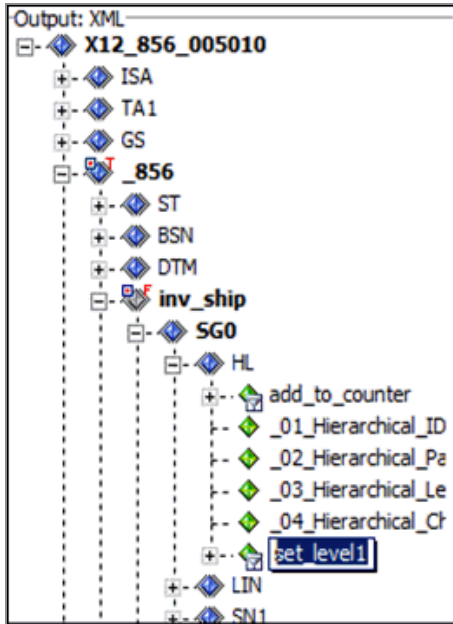 Output: XML
X12_856_005010
ISA
TA1
GS
_856
ST
BSN
DTM
inv_ship
SG0
HL
add_to_counter
_01_Hierarchical_ID
_02_Hierarchical_Pa
_03_Hierarchical_Le
_04_Hierarchical_Ch
set_level1
LIN
SN1